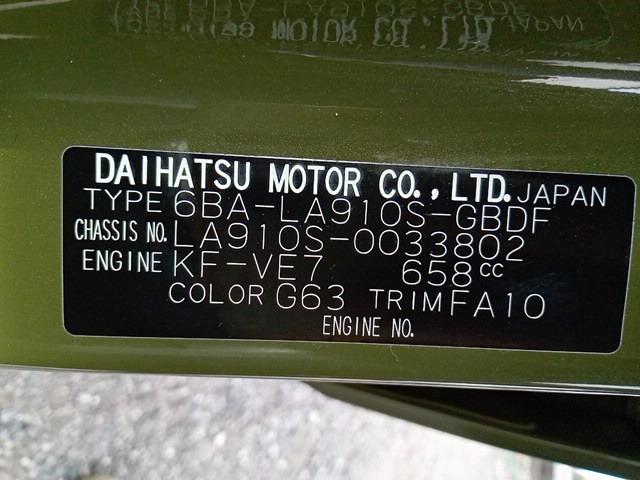 DAIHATSU MOTOR CO.,LTD. JAPAN
TYPE 6BA-LA910S-GBDF
CHASSIS NO. LA910S-0033802
ENGINE KF-VE7 658cc
COLOR G63 TRIM FA10
ENGINE NO.